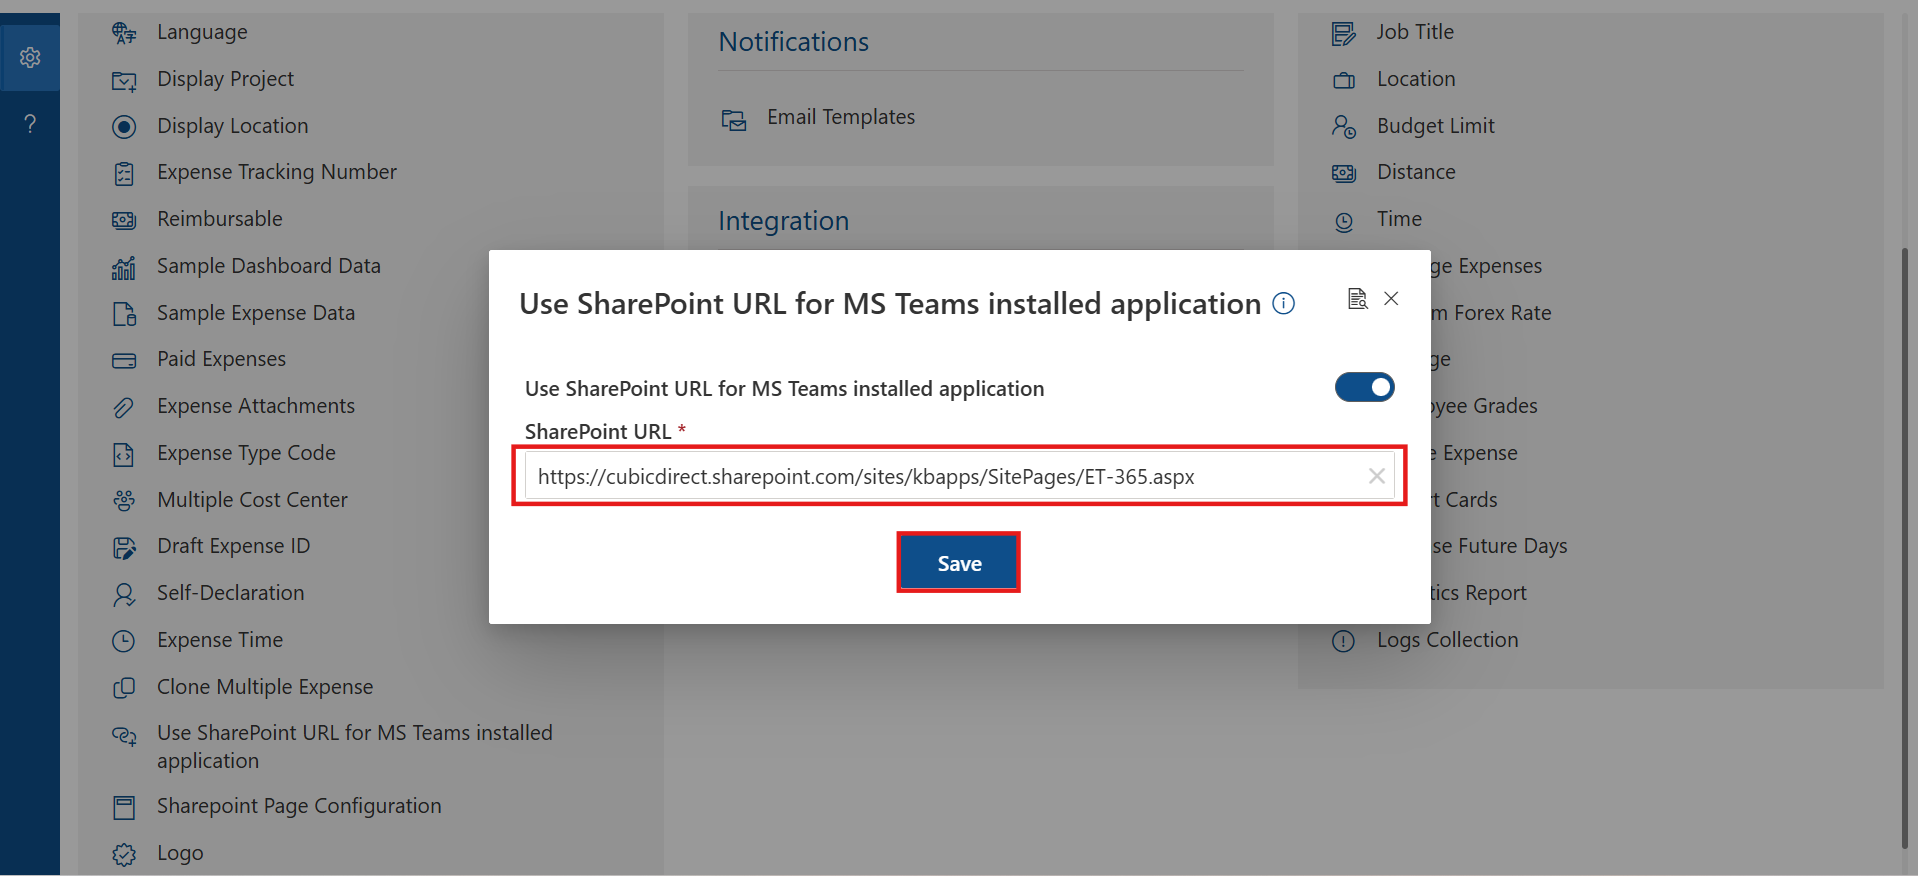 Language
Display Project
Display Location
Expense Tracking Number
Reimbursable
Sample Dashboard Data
Sample Expense Data
Paid Expenses
Expense Attachments
Expense Type Code
Multiple Cost Center
Draft Expense ID
Self-Declaration
Expense Time
Clone Multiple Expense
Use SharePoint URL for MS Teams installed
application
Sharepoint Page Configuration
Logo
Notifications
Email Templates
Integration
Use SharePoint URL for MS Teams installed application
Use SharePoint URL for MS Teams installed application
SharePoint URL *
https://cubicdirect.sharepoint.com/sites/kbapps/SitePages/ET-365.aspx
Save
Job Title
Location
Budget Limit
Distance
Time
Expenses
Forex Rate
Grades
Expense
Cards
Future Days
Report
Logs Collection